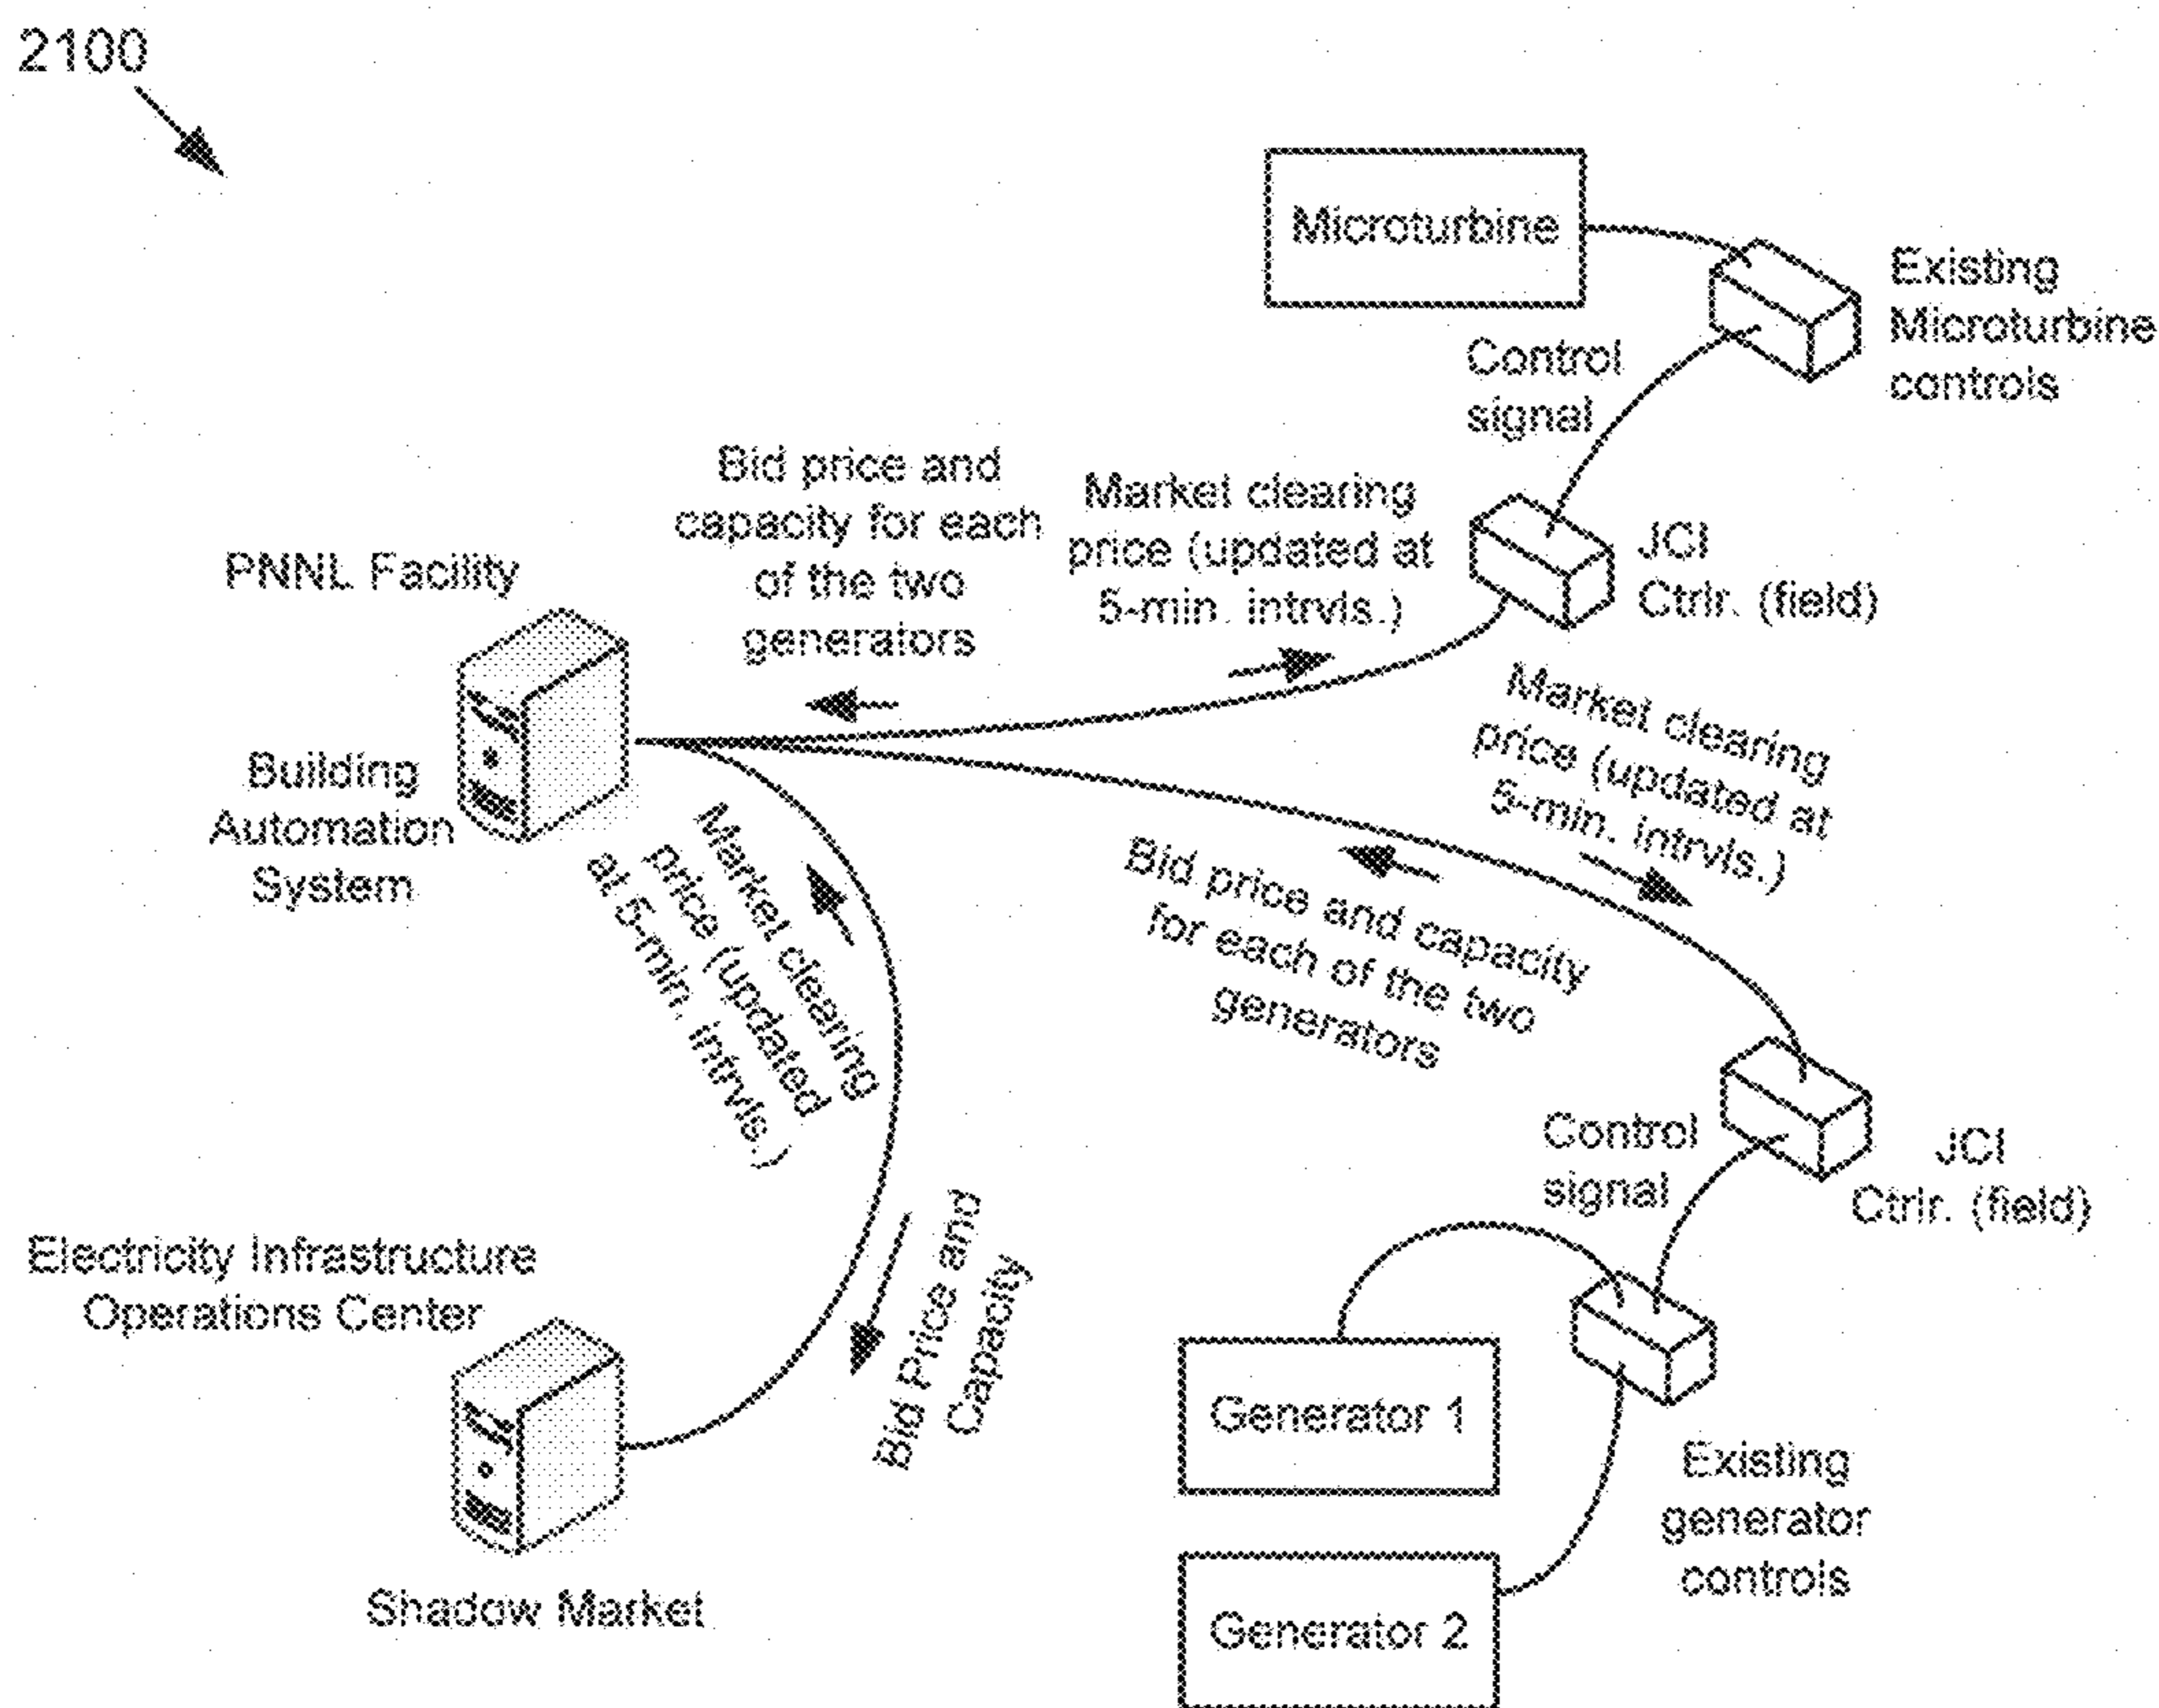 2100
Microturbine
Existing
Microturbine
controls
Control
signal
Bid price and
capacity for each
of the two
generators
Market clearing
price (updated at
5-min. intrvls.)
JCI
Ctrlr. (field)
PNNL Facility
Building
Automation
System
Market clearing
price (updated at
5-min. intrvls.)
Market clearing
price (updated
at 5-min. intrvls.)
Bid price and capacity
for each of the two
generators
Control
signal
JCI
Ctrlr. (field)
Bid Price and
Capacity
Electricity Infrastructure
Operations Center
Shadow Market
Generator 1
Generator 2
Existing
generator
controls